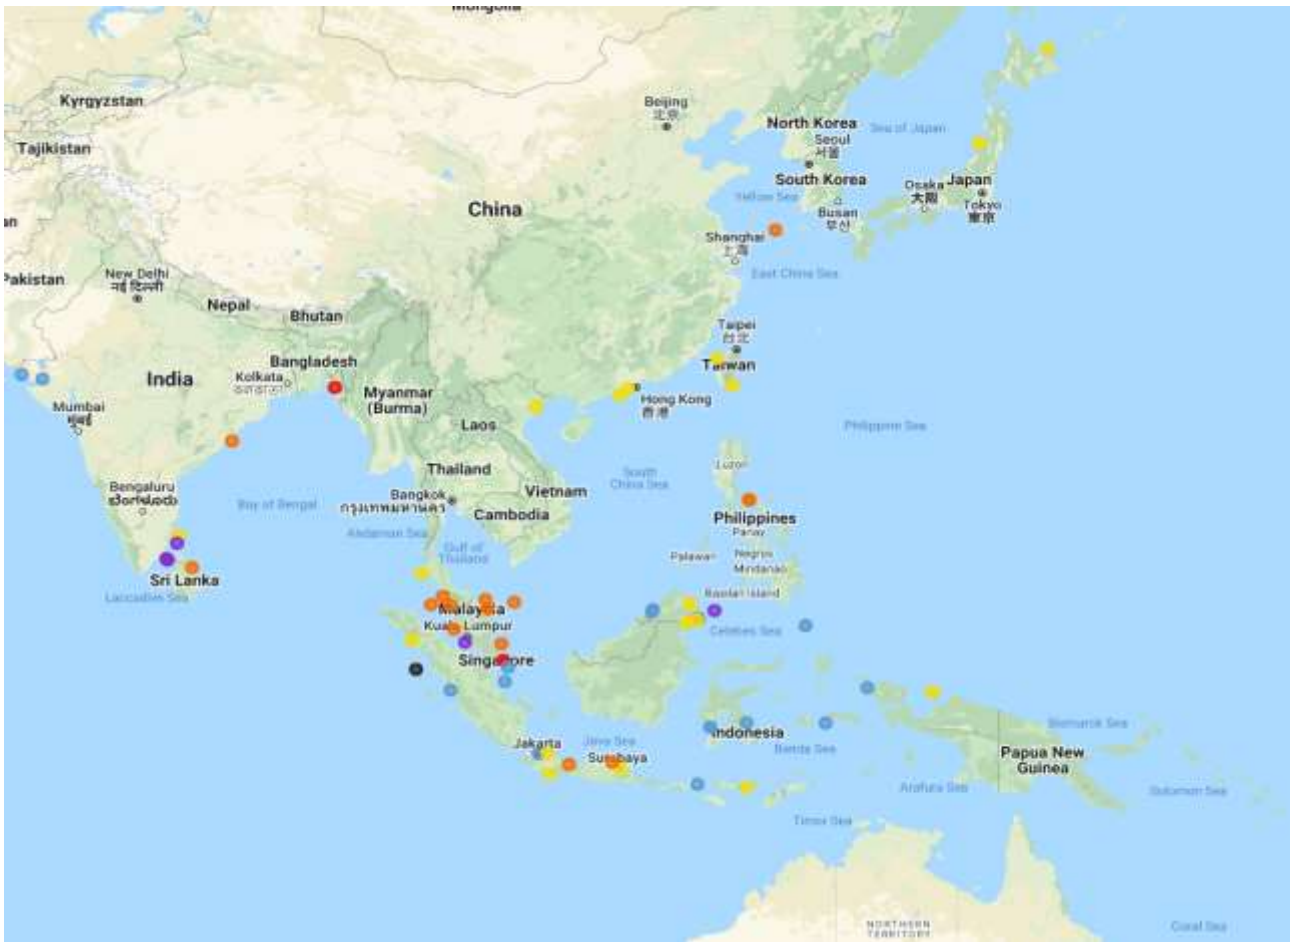 Mongolia
Kyrgyzstan
Beijing
北京
North Korea
Sea of Japan
Tajikistan
Seoul
서울
South Korea
Osaka
大阪
Japan
Yellow Sea
Busan
부산
Tokyo
東京
China
an
Shanghai
上海
East China Sea
Pakistan
New Delhi
नई दिल्ली
Nepal
Bhutan
Taipei
台北
Bangladesh
Taiwan
India
Kolkata
Myanmar
(Burma)
Hong Kong
香港
Mumbai
मुंबई
Laos
Philippine Sea
Thailand
Luzon
South
China Sea
Bengaluru
Bay of Bengal
Bangkok
กรุงเทพมหานคร
Vietnam
Cambodia
Philippines
Andaman Sea
Panay
Gulf of
Thailand
Palawan
Negros
Mindanao
Sri Lanka
Laccadive Sea
Basilan Island
Malaysia
Kuala Lumpur
Celebes Sea
Singapore
Jakarta
Java Sea
Indonesia
Banda Sea
Bismarck Sea
Surabaya
Papua New
Guinea
Arafura Sea
Solomon Sea
Timor Sea
NORTHERN
TERRITORY
Coral Sea